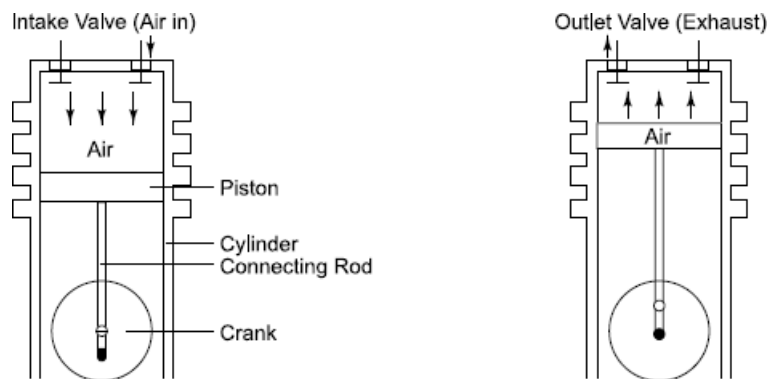 Intake Valve (Air in)
Outlet Valve (Exhaust)
Air
Air
Piston
Cylinder
Connecting Rod
Crank